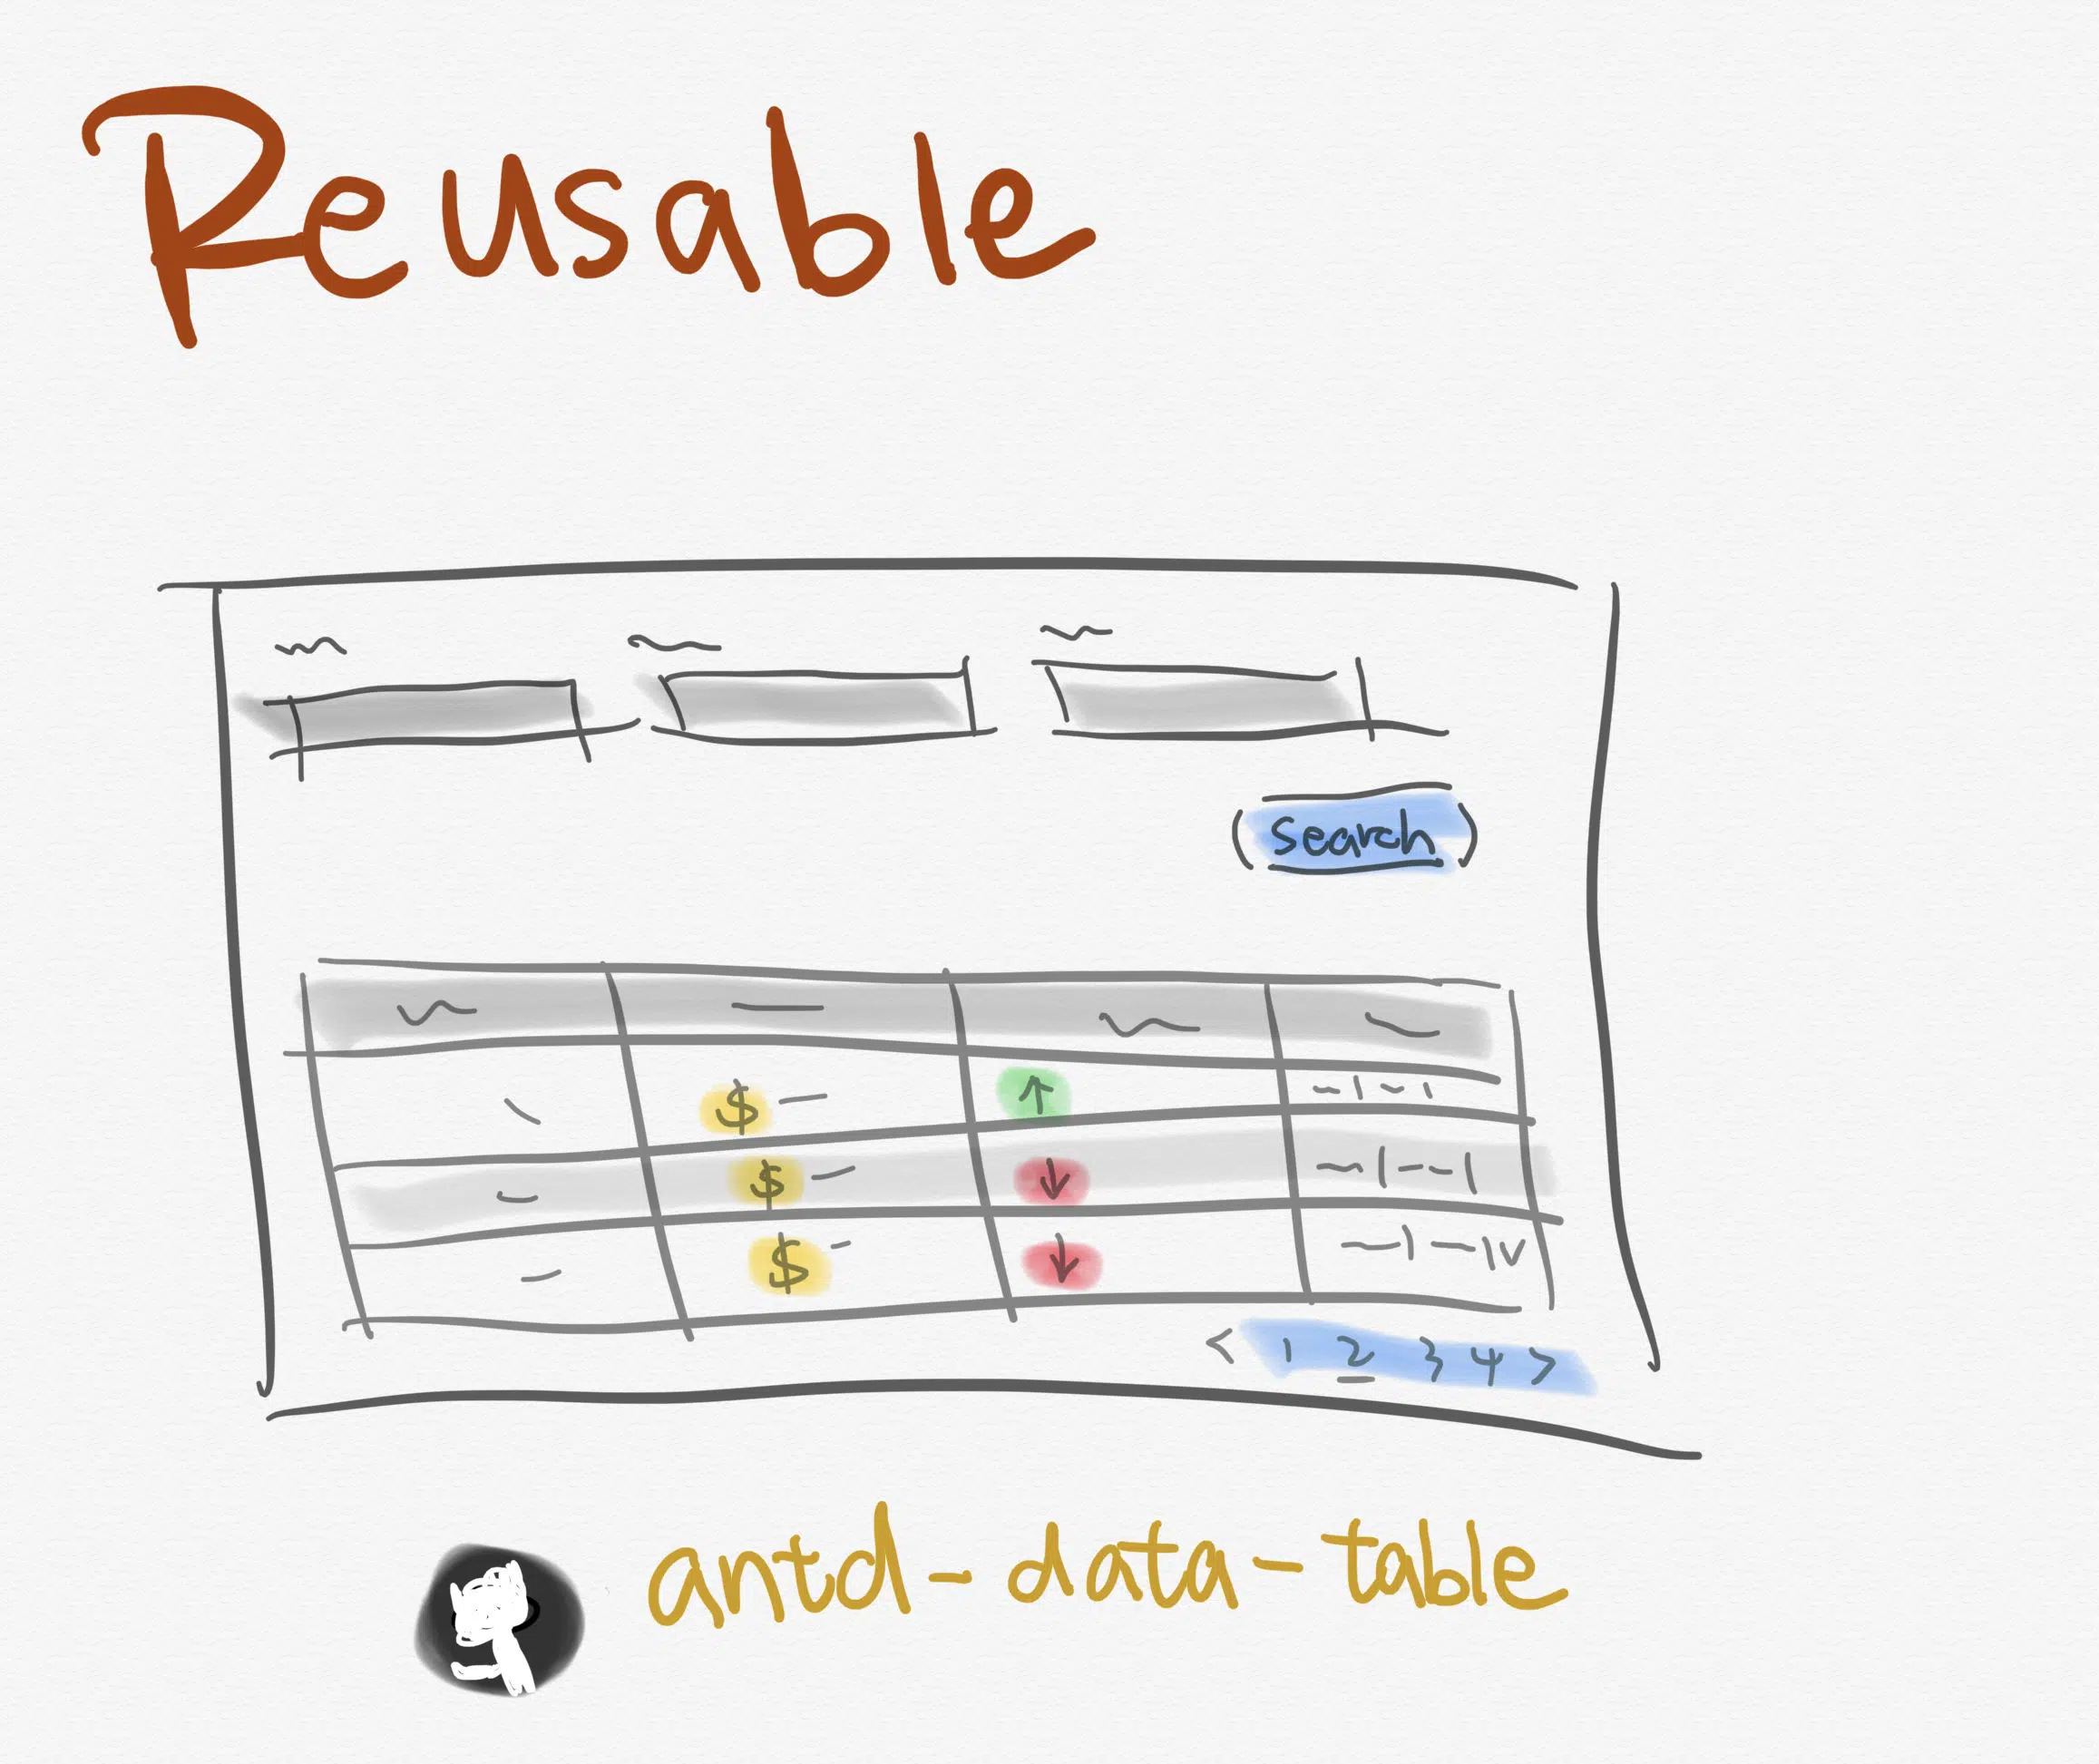 Reusable
(search)
$ ↑
$ ↓
$ ↓
< 1 2 3 4 >
antd-data-table